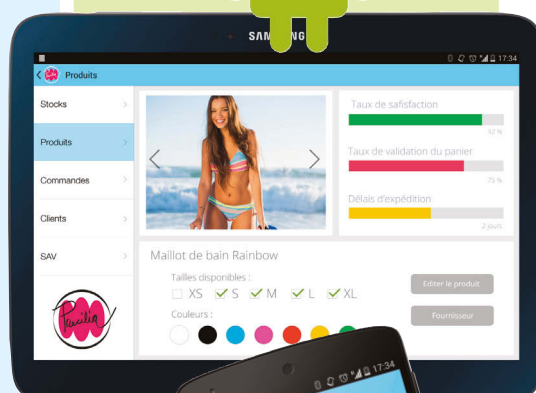 SAMSUNG
17:34
Produits
Stocks
Produits
Commandes
Clients
SAV
Taux de satisfaction
92 %
Taux de validation du panier
75 %
Délais d'expédition
2 jours
Maillot de bain Rainbow
Tailles disponibles :
XS S M L XL
Couleurs :
Editer le produit
Fournisseur
17:34